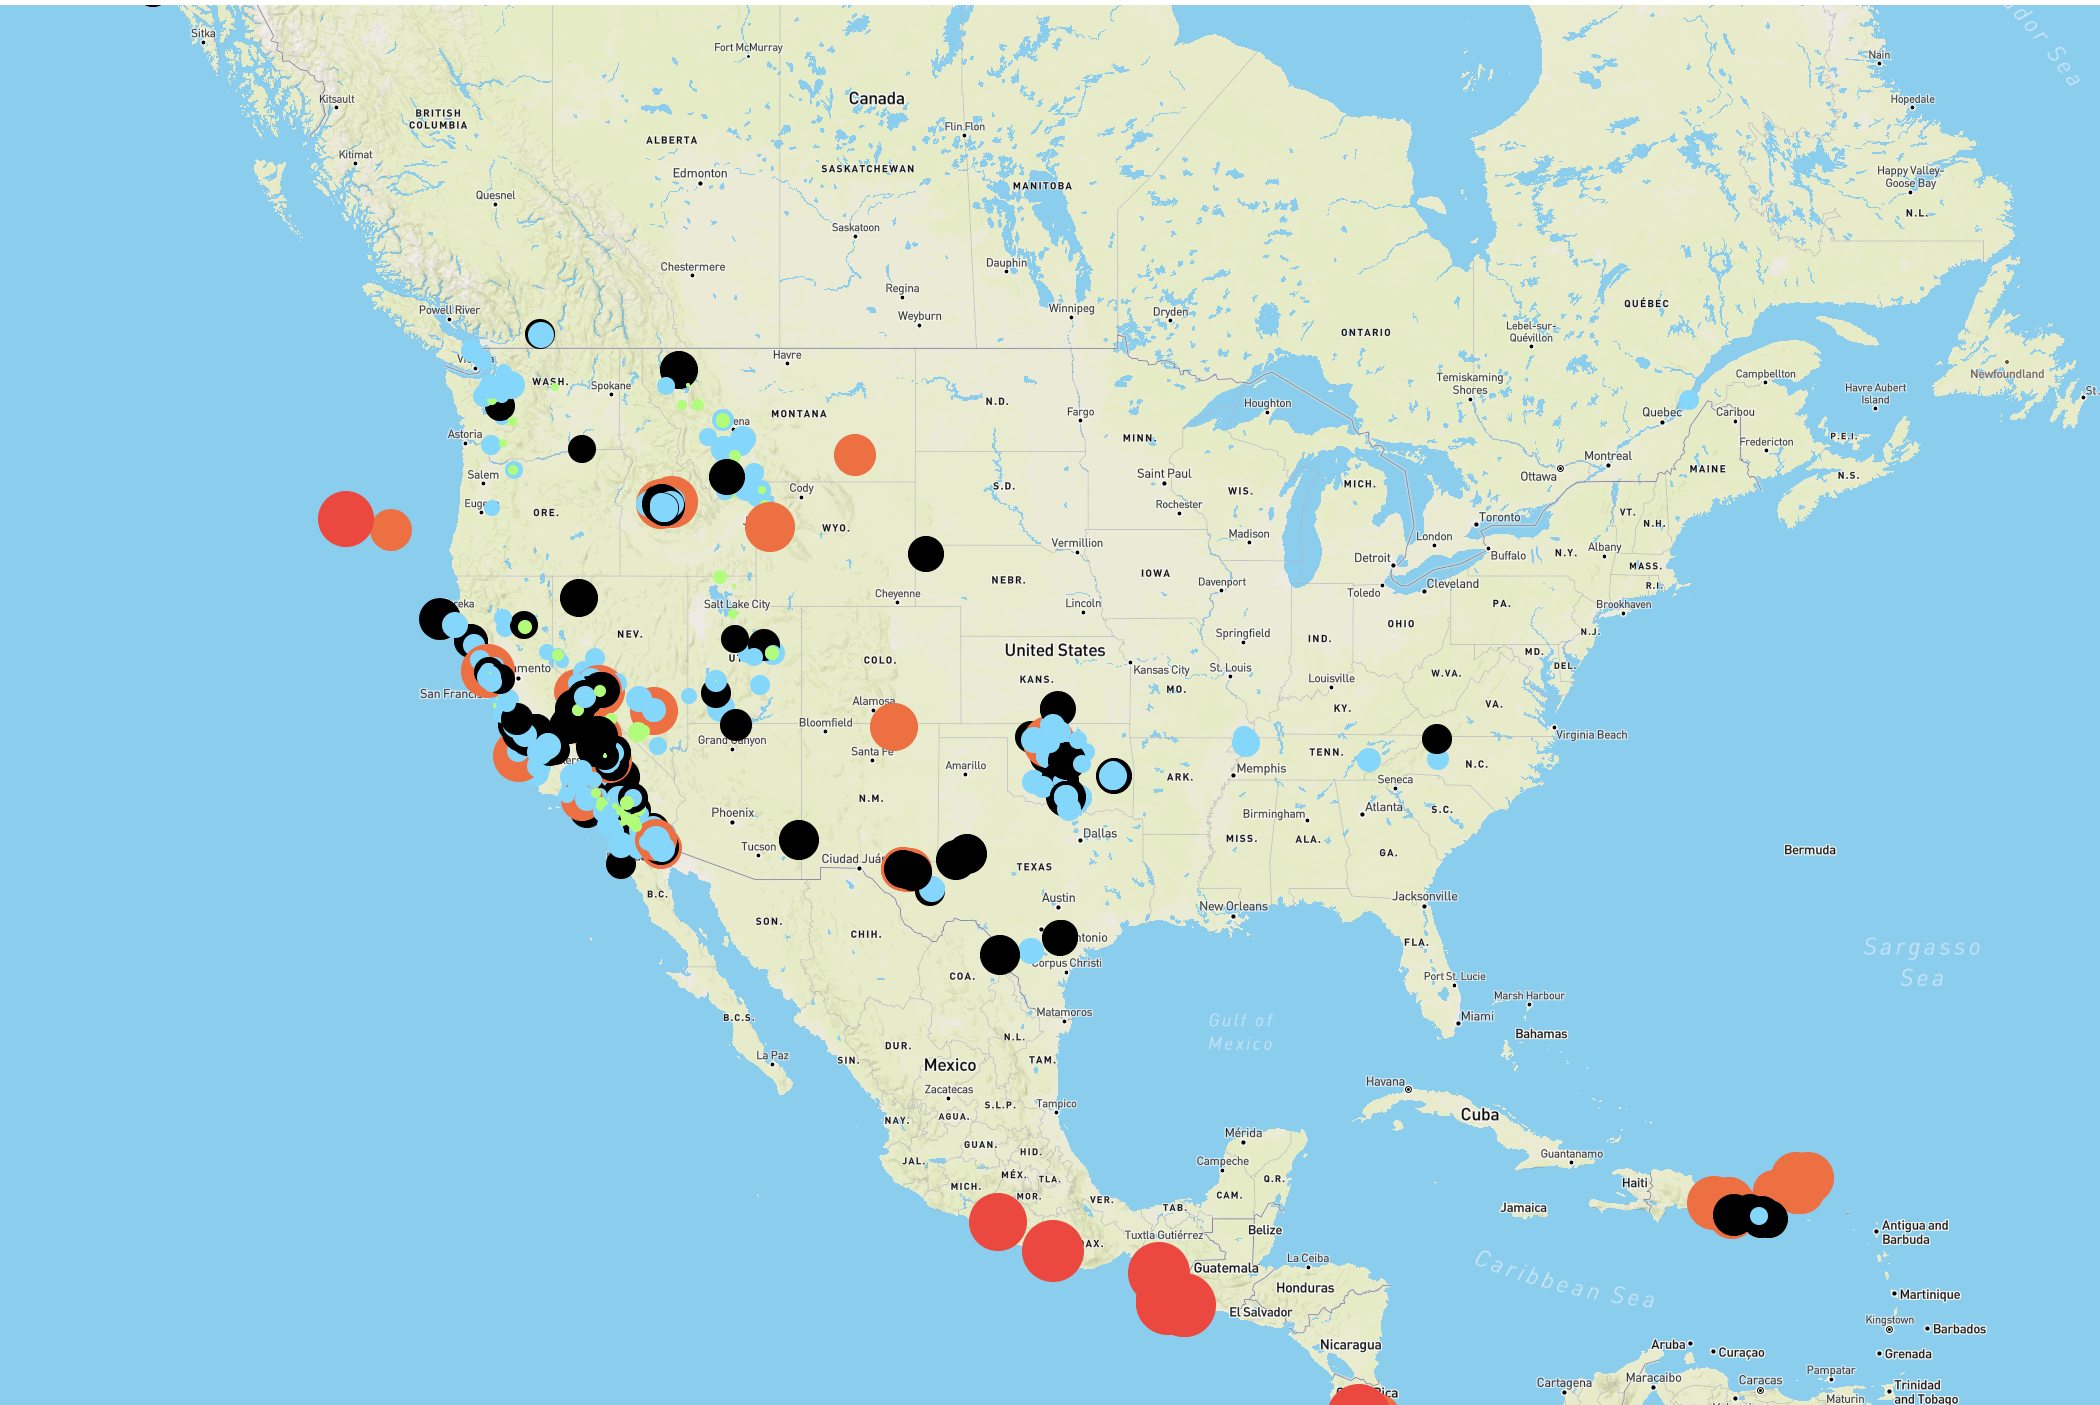 Sitka
Fort McMurray
Nain
Kitsault
Canada
Hopedale
BRITISH
COLUMBIA
Flin Flon
ALBERTA
Kitimat
SASKATCHEWAN
Happy Valley-
Goose Bay
Edmonton
MANITOBA
Quesnel
N.L.
Saskatoon
Chestermere
Dauphin
Regina
QUÉBEC
Powell River
Weyburn
Winnipeg
Dryden
ONTARIO
Lebel-sur-
Quévillon
Havre
WASH.
Spokane
Temiskaming
Shores
Campbellton
Newfoundland
Havre Aubert
Island
St.
MONTANA
N.D.
Fargo
Houghton
Quebec
Caribou
Astoria
MINN.
Fredericton
P.E.I.
Salem
Saint Paul
Montreal
MAINE
N.S.
Ottawa
Cody
S.D.
WIS.
MICH.
Rochester
ORE.
WYO.
Toronto
VT.
N.H.
Vermillion
Madison
London
Detroit
Buffalo
N.Y.
Albany
MASS.
NEBR.
IOWA
Davenport
Cleveland
R.I.
Salt Lake City
Cheyenne
Lincoln
Toledo
PA.
Brookhaven
NEV.
Springfield
IND.
OHIO
N.J.
United States
COLO.
Kansas City
St. Louis
MD.
DEL.
W.VA.
KANS.
MO.
Louisville
Alamosa
KY.
VA.
Bloomfield
Grand Canyon
Santa Fe
Virginia Beach
TENN.
Amarillo
Memphis
N.C.
ARK.
Seneca
N.M.
Phoenix
Birmingham
Atlanta
S.C.
Dallas
MISS.
ALA.
Tucson
GA.
Bermuda
TEXAS
B.C.
Austin
New Orleans
Jacksonville
SON.
CHIH.
FLA.
Sargasso
Sea
Corpus Christi
COA.
Port St. Lucie
Marsh Harbour
B.C.S.
Matamoros
Gulf of
Mexico
Miami
Bahamas
N.L.
DUR.
La Paz
SIN.
Mexico
TAM.
Havana
Zacatecas
S.L.P.
Tampico
Cuba
AGUA.
NAY.
Mérida
GUAN.
HID.
Guantanamo
JAL.
Campeche
MÉX.
TLA.
Q.R.
Haiti
MICH.
MOR.
VER.
CAM.
TAB.
Jamaica
Tuxtla Gutiérrez
Belize
Antigua and
Barbuda
La Ceiba
Guatemala
Caribbean Sea
Honduras
El Salvador
Martinique
Kingstown
Barbados
Nicaragua
Aruba
Curaçao
Grenada
Pampatar
Cartagena
Maracaibo
Caracas
Trinidad
and Tobago
Maturin